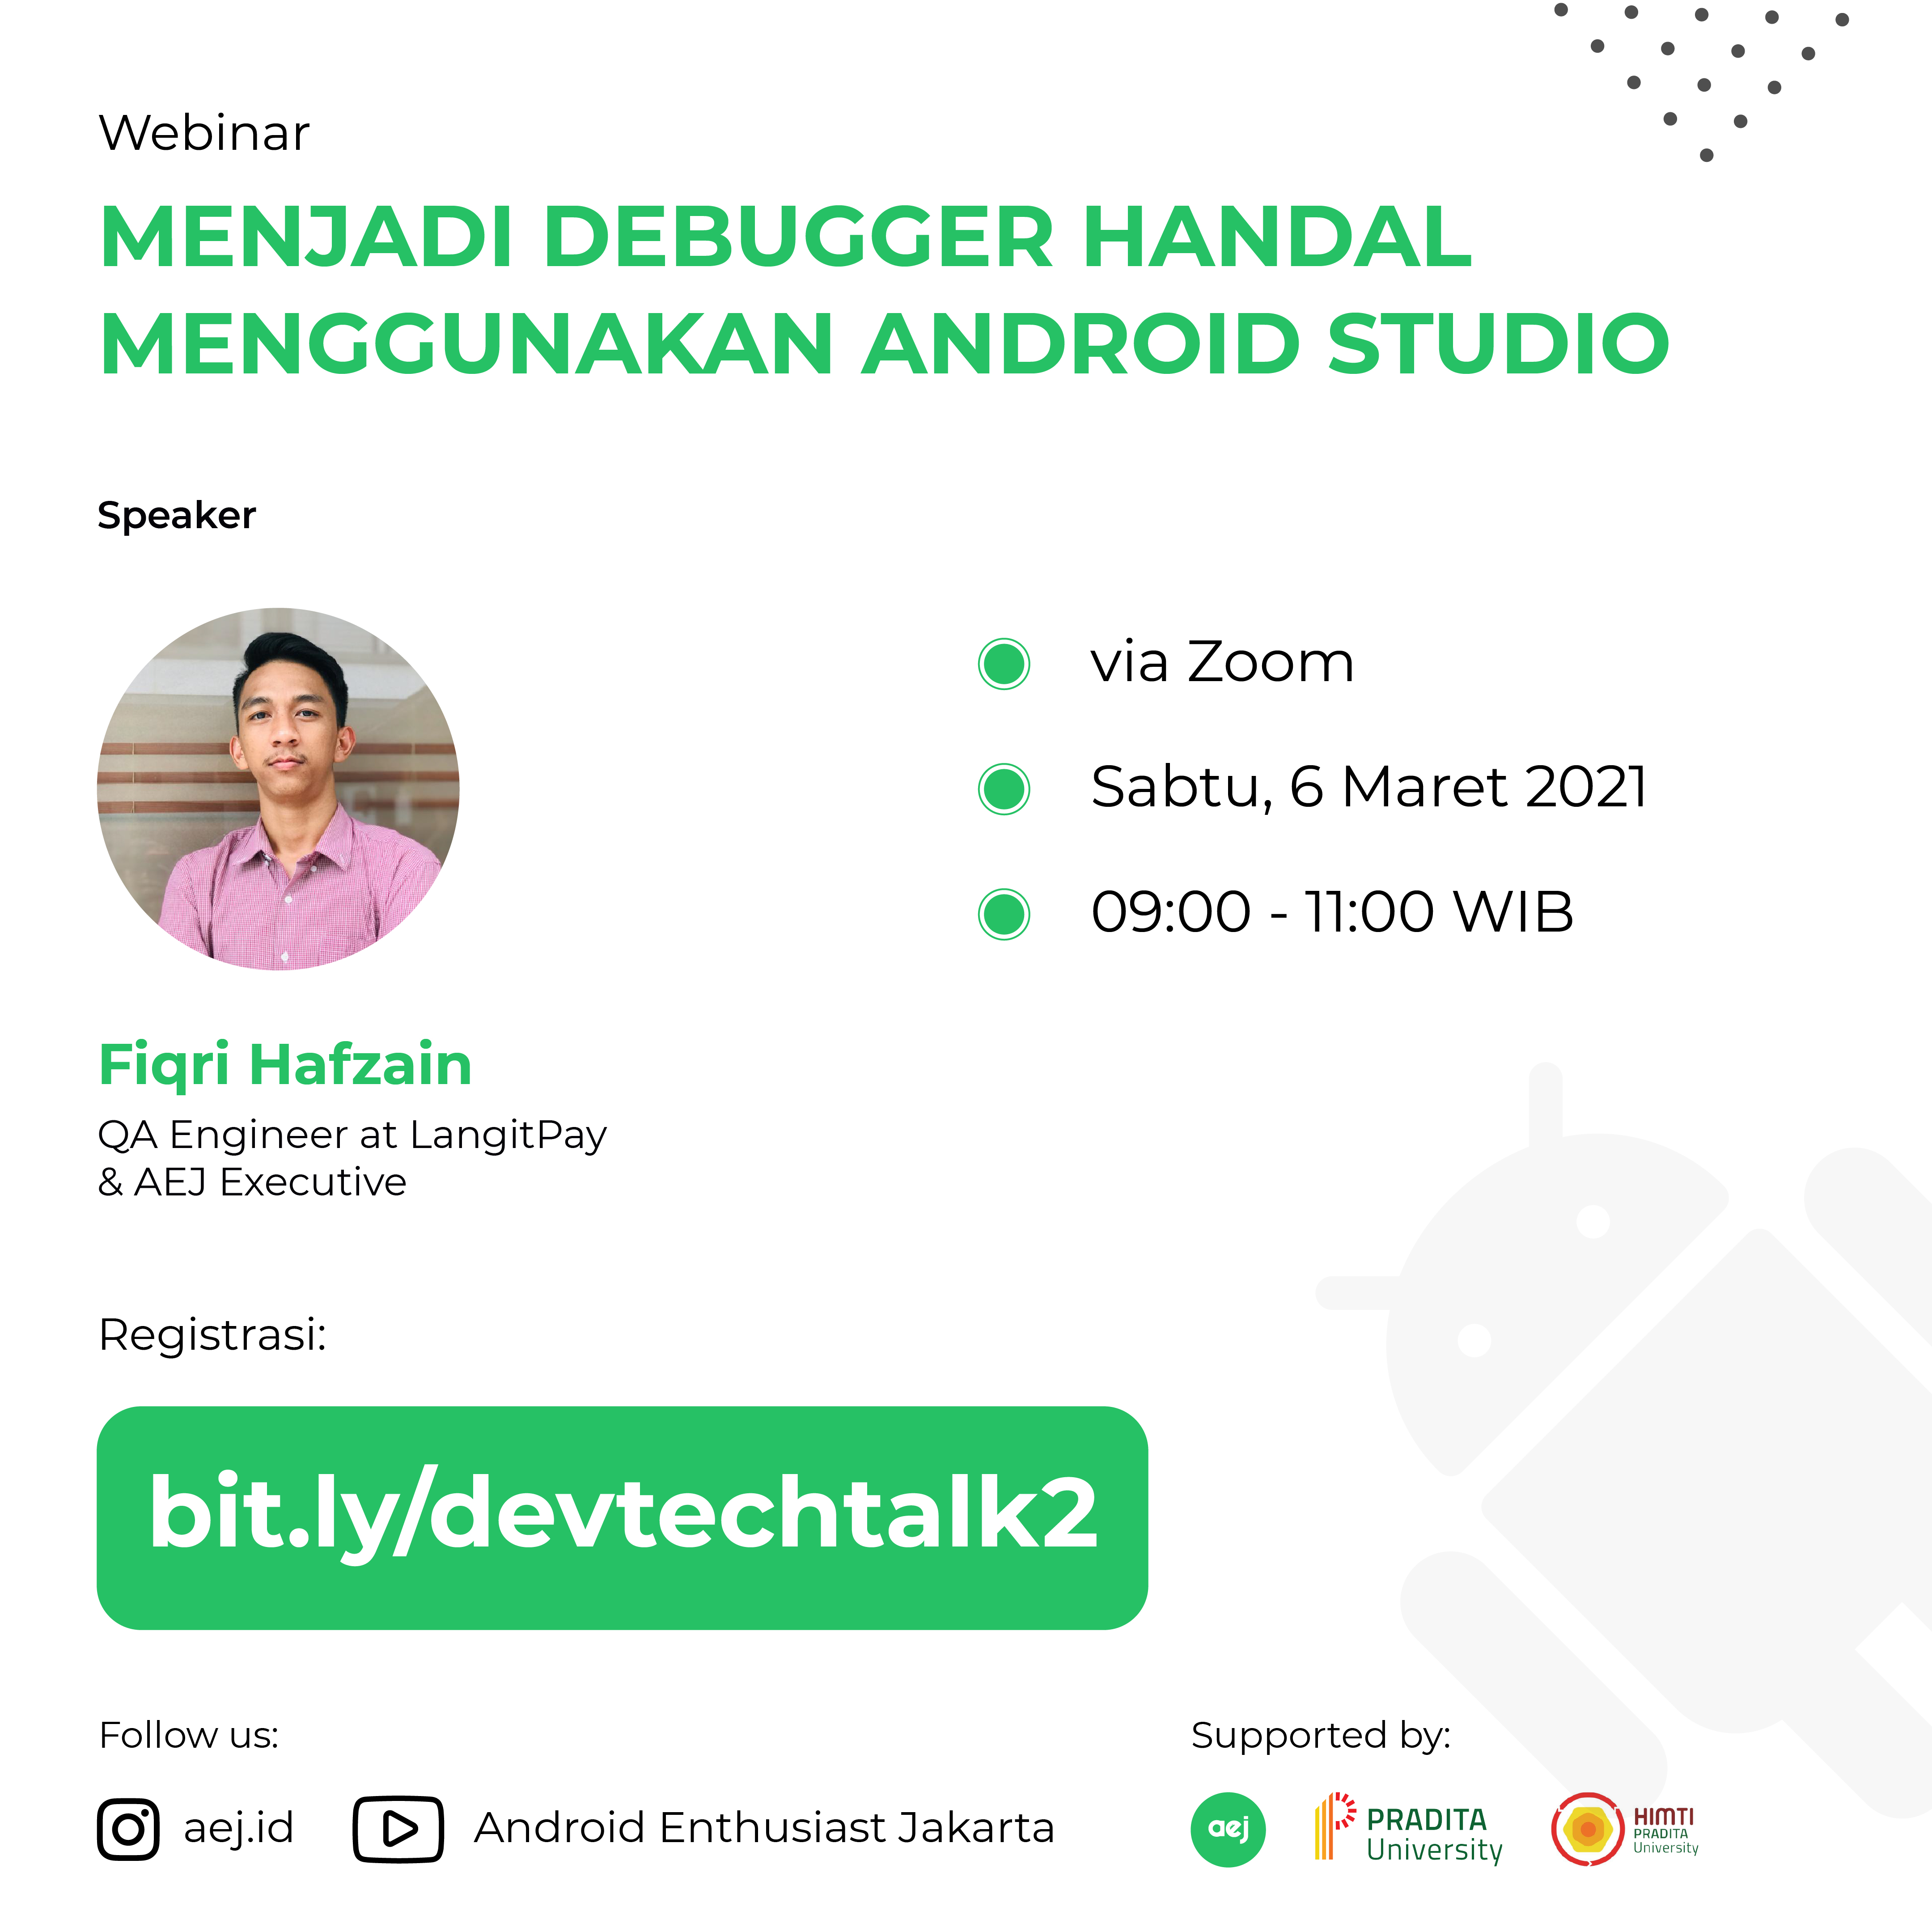 Webinar
MENJADI DEBUGGER HANDAL
MENGGUNAKAN ANDROID STUDIO
Speaker
via Zoom
Sabtu, 6 Maret 2021
09:00 - 11:00 WIB
Fiqri Hafzain
QA Engineer at LangitPay
& AEJ Executive
Registrasi:
bit.ly/devtechtalk2
Follow us:
aej.id
Android Enthusiast Jakarta
Supported by:
aej
PRADITA
University
HIMTI
PRADITA
University